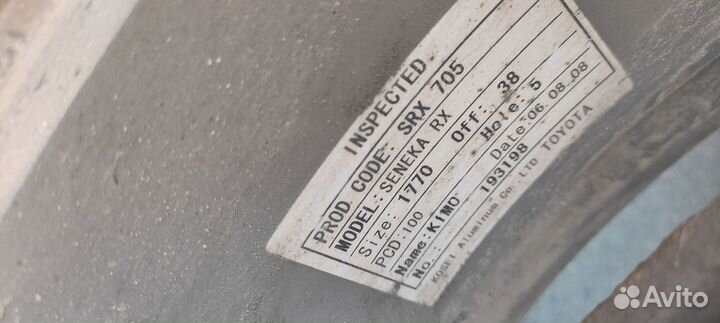 INSPECTED
PROD. CODE: SRX 705
MODEL: SENEKA RX
Size: 1770 Off: 38
PCD: 100 Hole: 5
Name: KIMO Date: 06.08.08
No.: 193198
KOSEI Aluminum Co., LTD TOYOTA
Avito